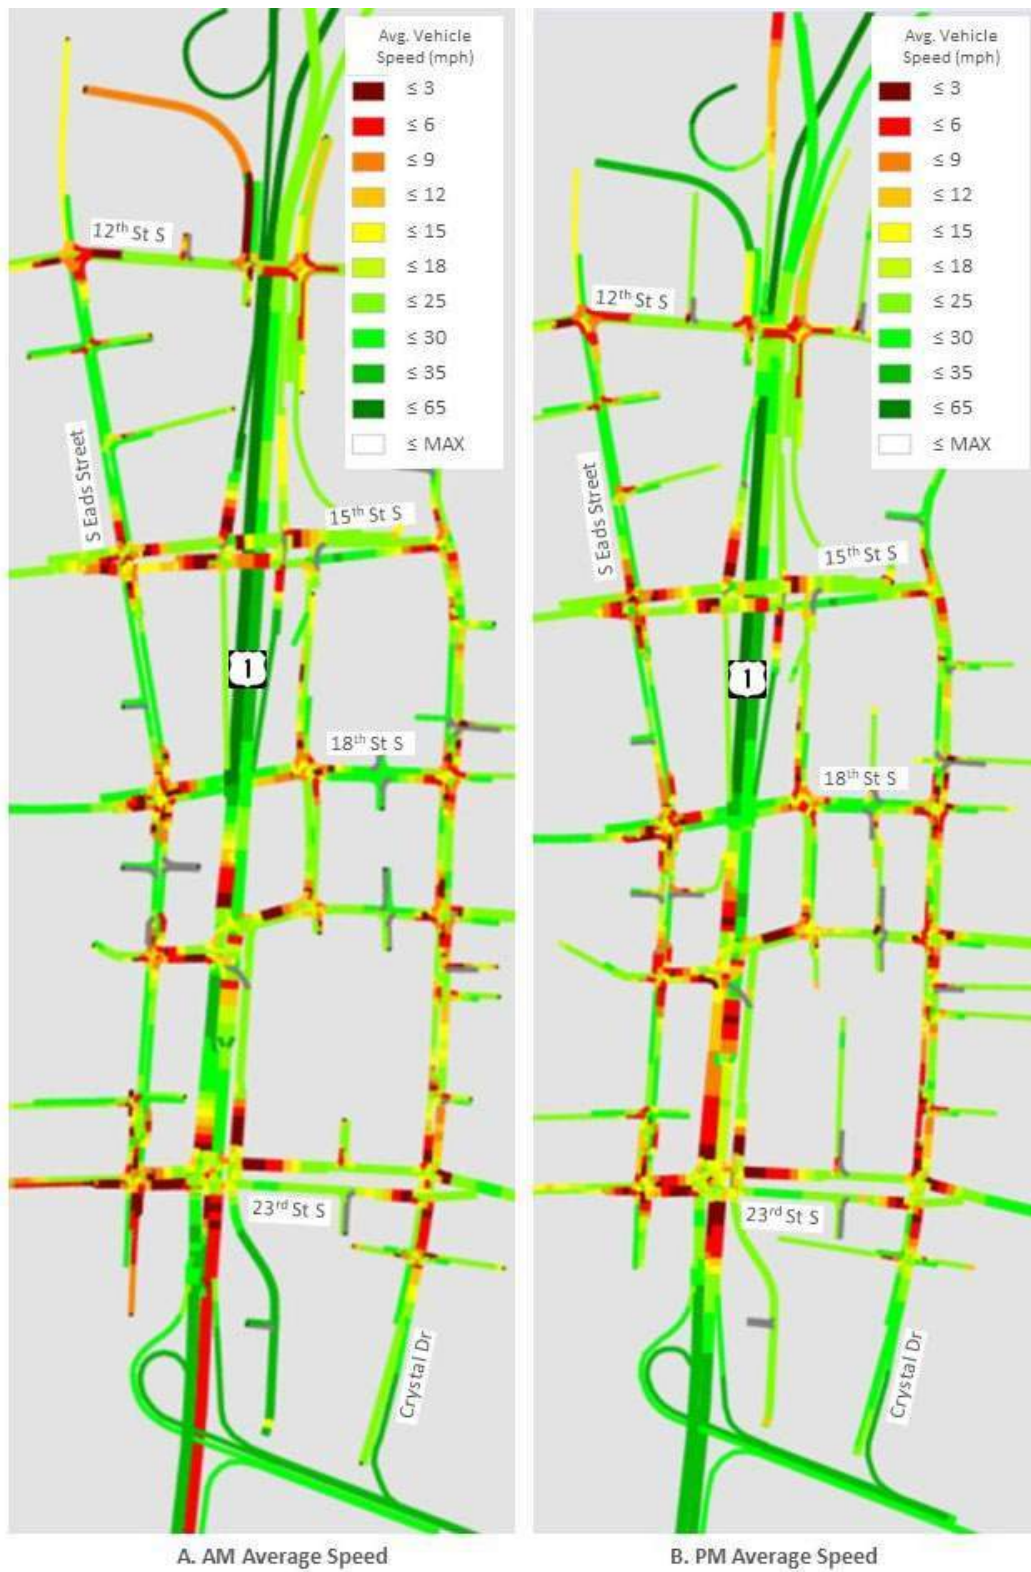 Avg. Vehicle
Speed (mph)
≤ 3
≤ 6
≤ 9
≤ 12
≤ 15
≤ 18
≤ 25
≤ 30
≤ 35
≤ 65
≤ MAX
12th St S
S Eads Street
15th St S
1
18th St S
23rd St S
Crystal Dr
A. AM Average Speed
Avg. Vehicle
Speed (mph)
≤ 3
≤ 6
≤ 9
≤ 12
≤ 15
≤ 18
≤ 25
≤ 30
≤ 35
≤ 65
≤ MAX
12th St S
S Eads Street
15th St S
1
18th St S
23rd St S
Crystal Dr
B. PM Average Speed